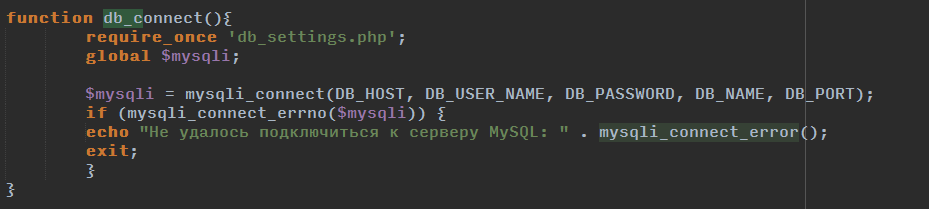 function db_connect(){
require_once 'db_settings.php';
global $mysqli;
$mysqli = mysqli_connect(DB_HOST, DB_USER_NAME, DB_PASSWORD, DB_NAME, DB_PORT);
if (mysqli_connect_errno($mysqli)) {
echo "Не удалось подключиться к серверу MySQL: " . mysqli_connect_error();
exit;
}
}